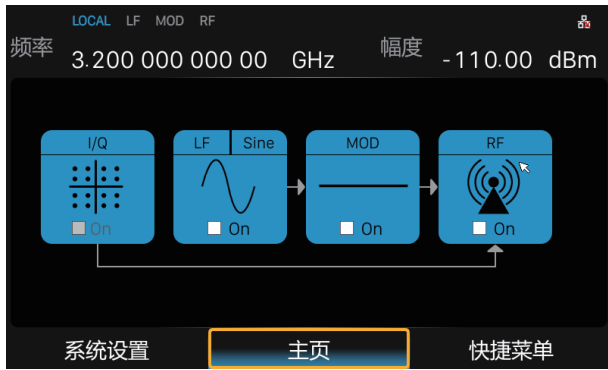 LOCAL LF MOD RF
频率 3.200 000 000 00 GHz 幅度 -110.00 dBm
I/Q LF Sine MOD RF
On On On On
系统设置 主页 快捷菜单